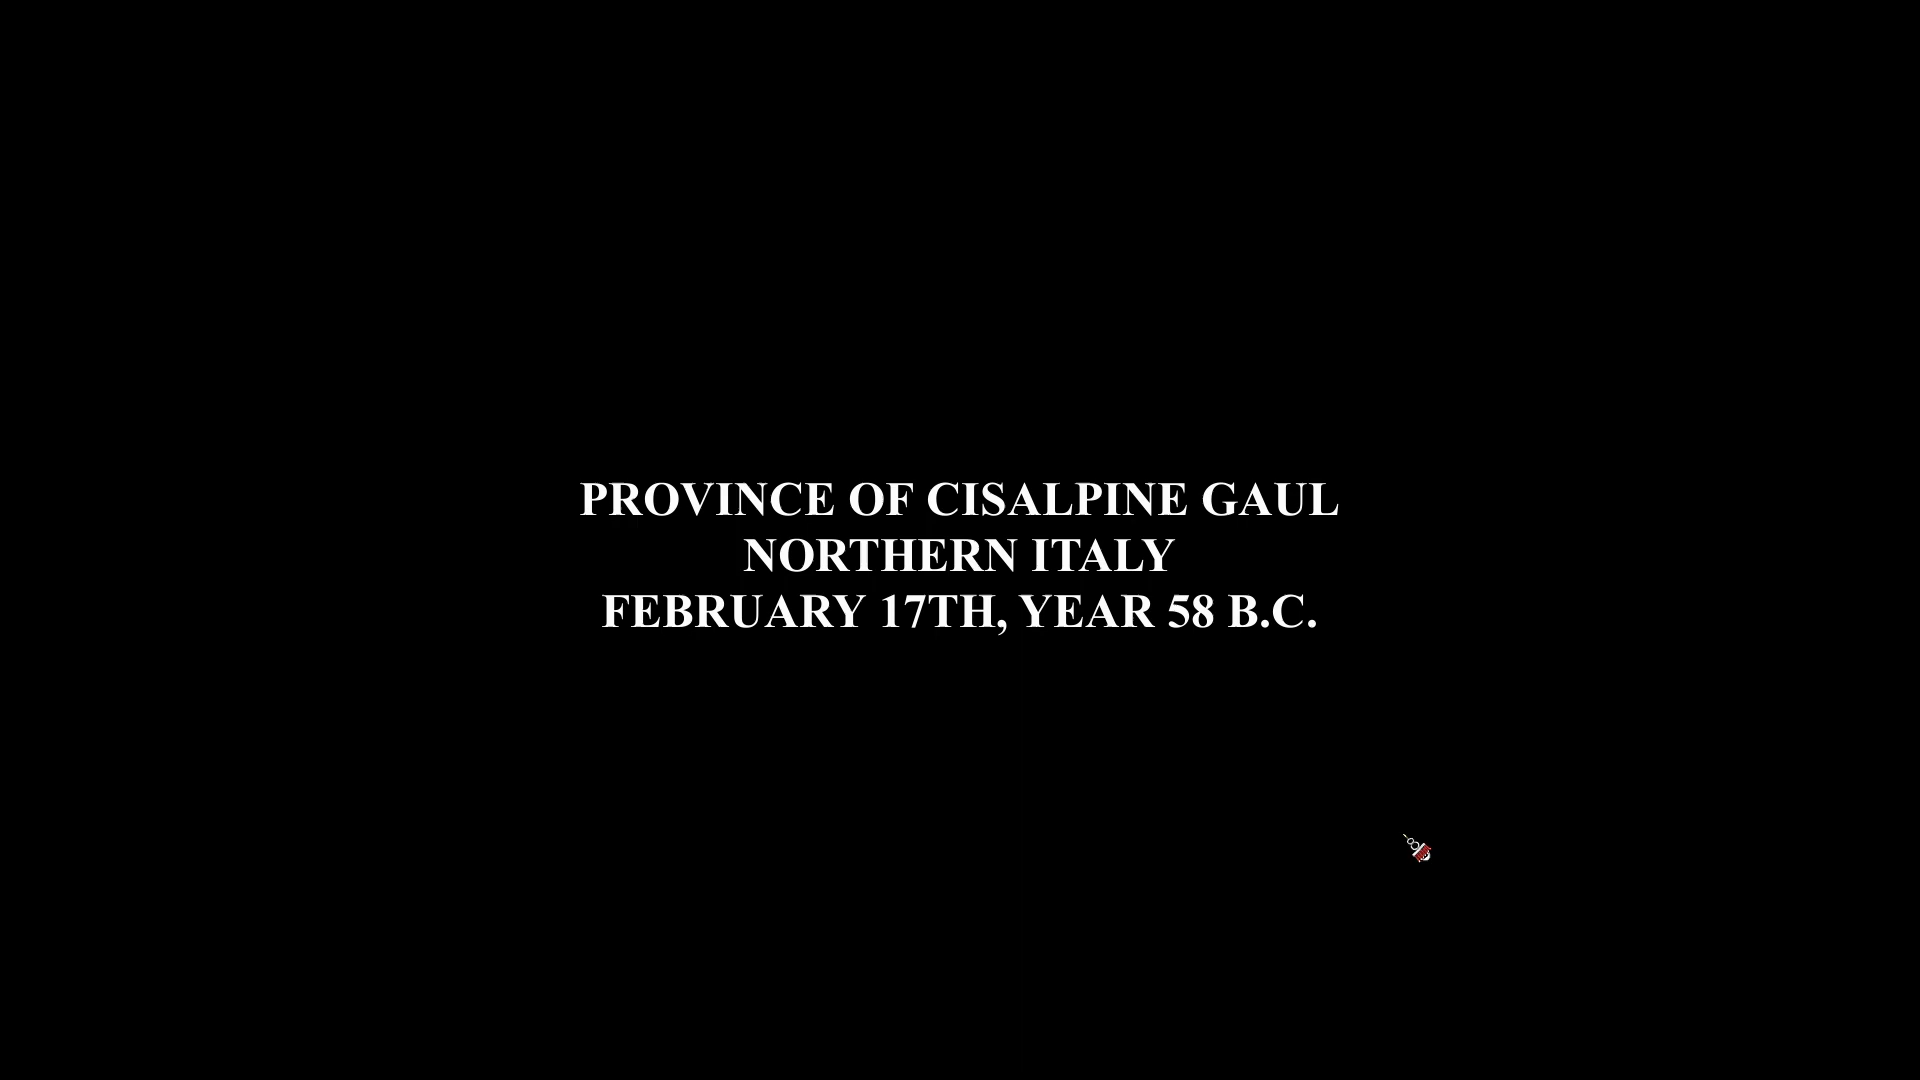 PROVINCE OF CISALPINE GAUL
NORTHERN ITALY
FEBRUARY 17TH, YEAR 58 B.C.